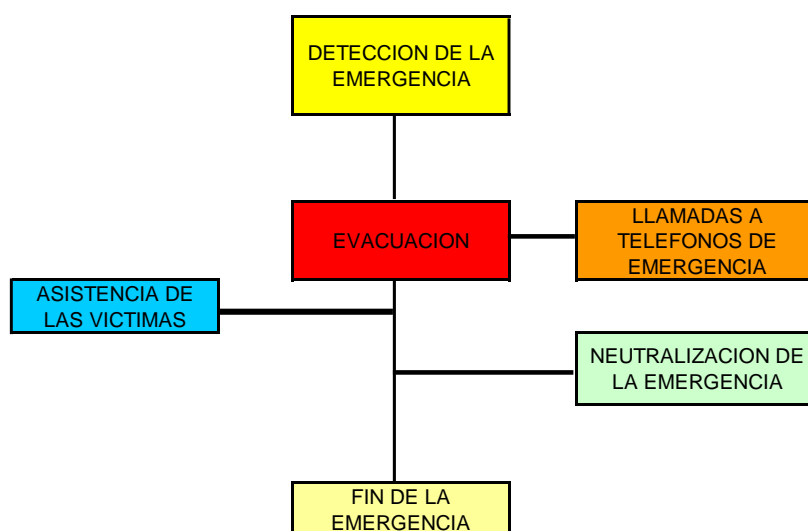 DETECCION DE LA
EMERGENCIA
EVACUACION
LLAMADAS A
TELEFONOS DE
EMERGENCIA
ASISTENCIA DE
LAS VICTIMAS
NEUTRALIZACION DE
LA EMERGENCIA
FIN DE LA
EMERGENCIA